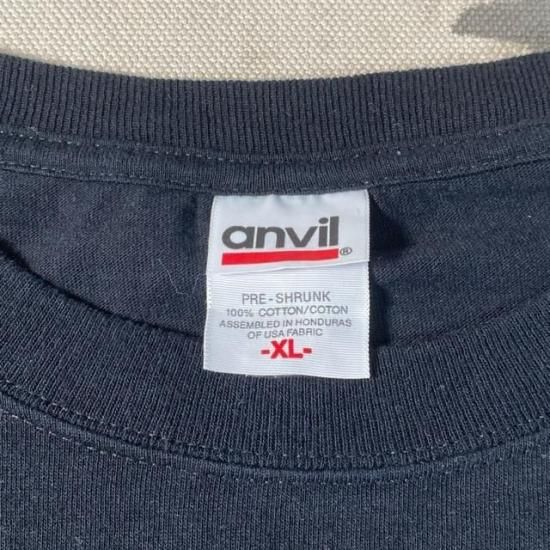 anvil®
PRE-SHRUNK
100% COTTON/COTON
ASSEMBLED IN HONDURAS
OF USA FABRIC
-XL-